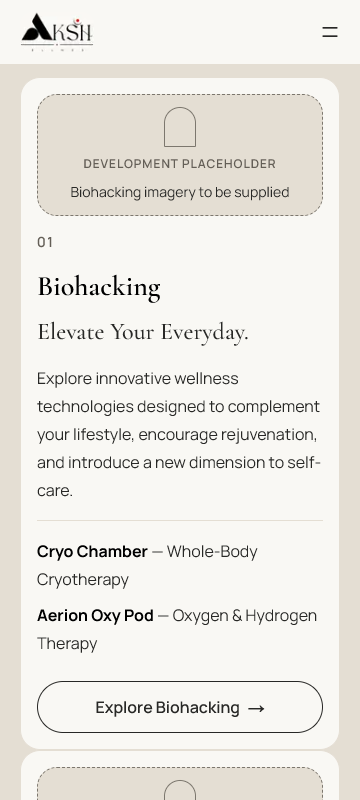 AKSH
DEVELOPMENT PLACEHOLDER
Biohacking imagery to be supplied
01
Biohacking
Elevate Your Everyday.
Explore innovative wellness
technologies designed to complement
your lifestyle, encourage rejuvenation,
and introduce a new dimension to self-
care.
Cryo Chamber — Whole-Body
Cryotherapy
Aerion Oxy Pod — Oxygen & Hydrogen
Therapy
Explore Biohacking →